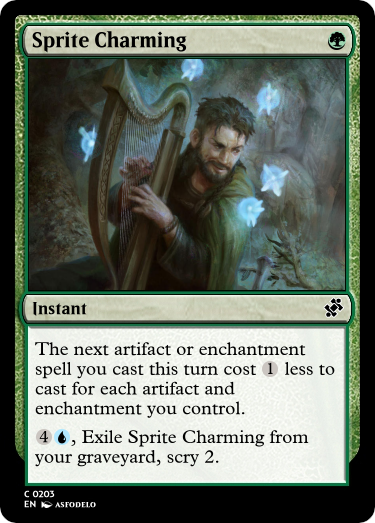 Sprite Charming
Instant
The next artifact or enchantment
spell you cast this turn cost 1 less to
cast for each artifact and
enchantment you control.
4, Exile Sprite Charming from
your graveyard, scry 2.
C 0203
EN ASFODELO